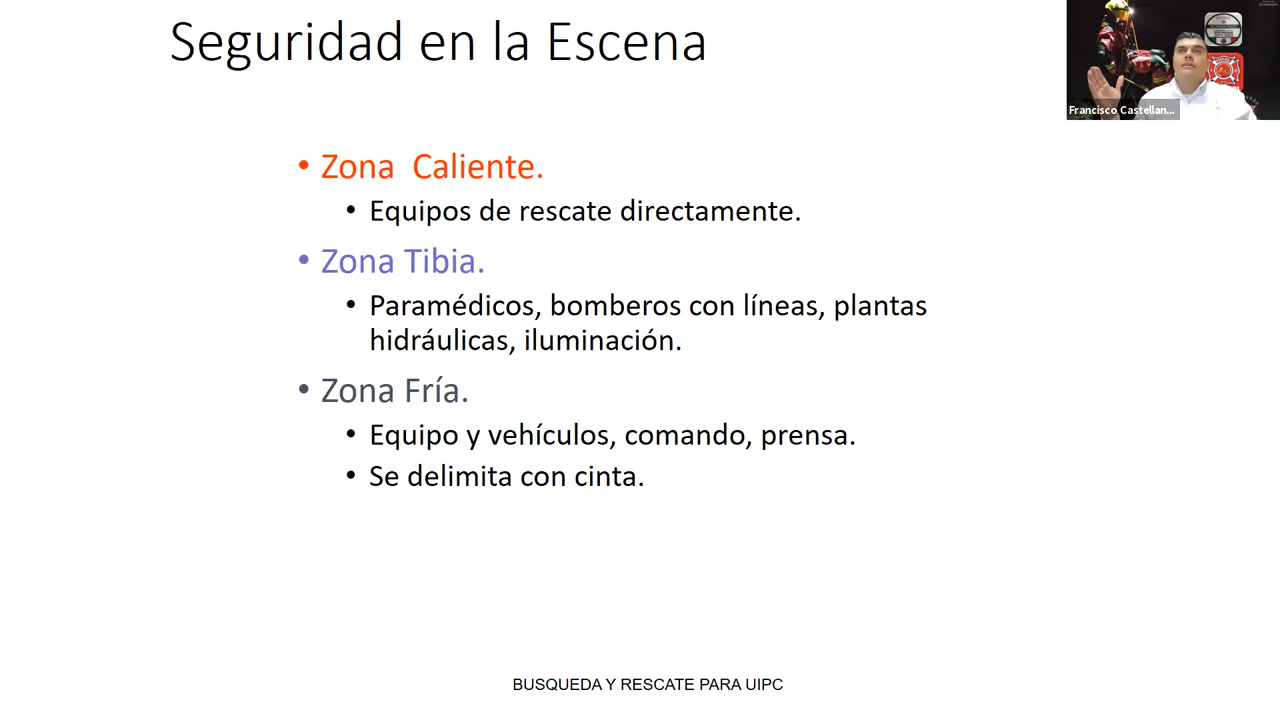 Seguridad en la Escena
Francisco Castellan...
• Zona Caliente.
• Equipos de rescate directamente.
• Zona Tibia.
• Paramédicos, bomberos con líneas, plantas
hidráulicas, iluminación.
• Zona Fría.
• Equipo y vehículos, comando, prensa.
• Se delimita con cinta.
BUSQUEDA Y RESCATE PARA UIPC